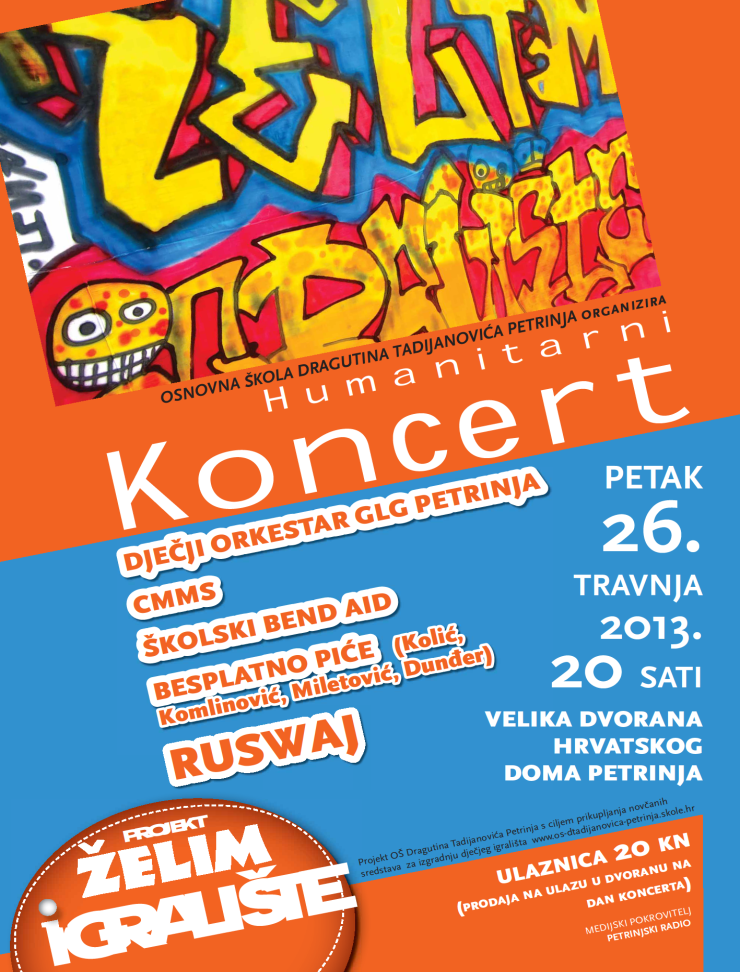 ŽELIM
OSNOVNA ŠKOLA DRAGUTINA TADIJANOVIĆA PETRINJA ORGANIZIRA
Humanitarni
Koncert
DJEČJI ORKESTAR GLG PETRINJA
CMMS
ŠKOLSKI BEND AID
BESPLATNO PIĆE (Kolić,
Komlinović, Miletović, Dunđer)
RUSWAJ
PETAK
26.
TRAVNJA
2013.
20 SATI
VELIKA DVORANA
HRVATSKOG
DOMA PETRINJA
PROJEKT
ŽELIM
IGRALIŠTE
Projekt OŠ Dragutina Tadijanovića Petrinja s ciljem prikupljanja novčanih
sredstava za izgradnju dječjeg igrališta www.os-dtadijanovica-petrinja.skole.hr
ULAZNICA 20 KN
(PRODAJA NA ULAZU U DVORANU NA
DAN KONCERTA)
MEDIJSKI POKROVITELJ
PETRINJSKI RADIO